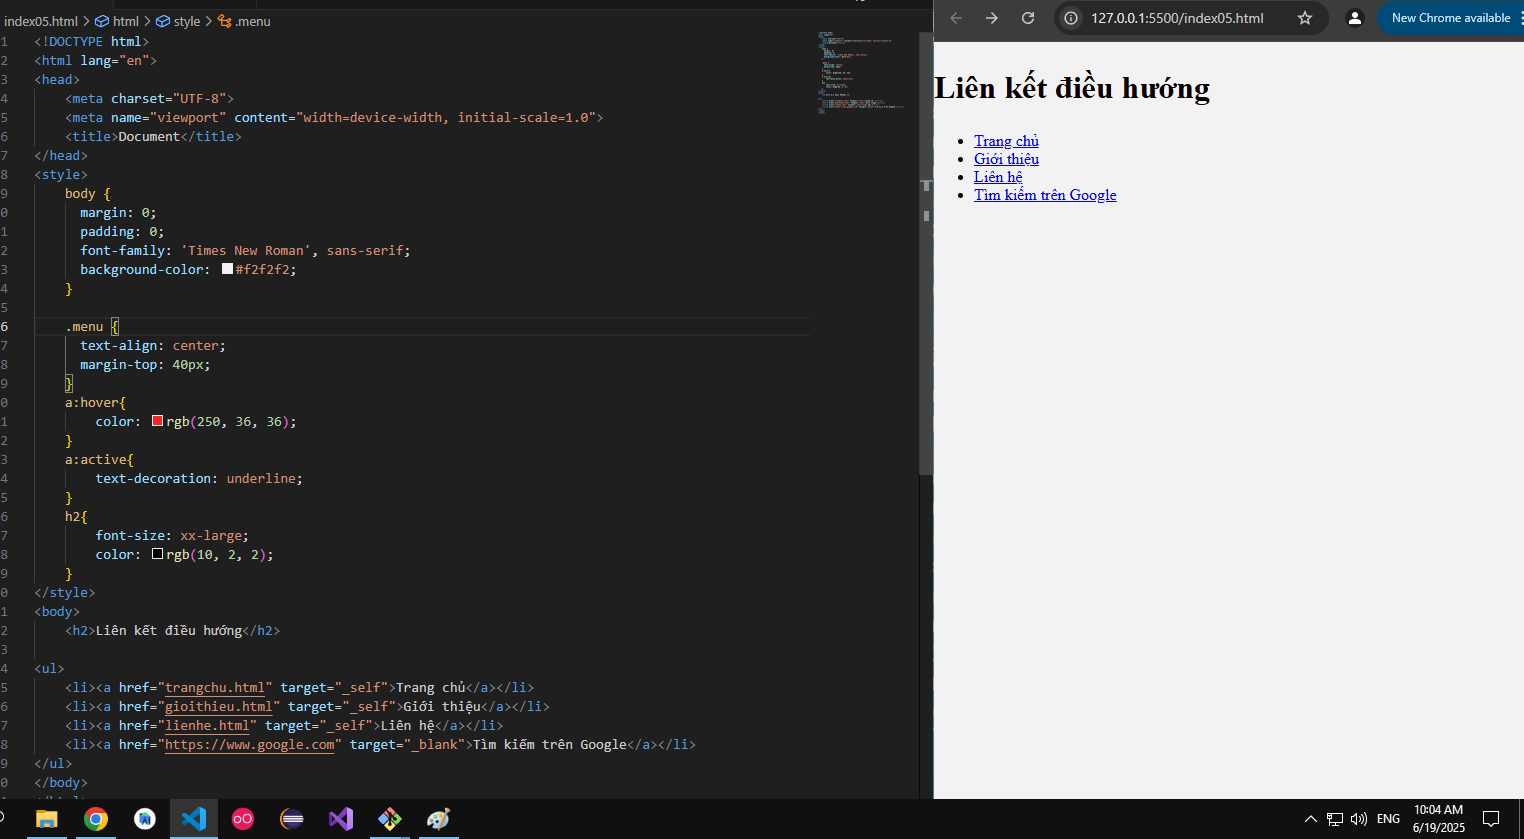 index05.html > html > style > .menu
1 <!DOCTYPE html>
2 <html lang="en">
3 <head>
4 <meta charset="UTF-8">
5 <meta name="viewport" content="width=device-width, initial-scale=1.0">
6 <title>Document</title>
7 </head>
8 <style>
9 body {
0 margin: 0;
1 padding: 0;
2 font-family: 'Times New Roman', sans-serif;
3 background-color: #f2f2f2;
4 }
5
6 .menu {
7 text-align: center;
8 margin-top: 40px;
9 }
0 a:hover{
1 color: rgb(250, 36, 36);
2 }
3 a:active{
4 text-decoration: underline;
5 }
6 h2{
7 font-size: xx-large;
8 color: rgb(10, 2, 2);
9 }
0 </style>
1 <body>
2 <h2>Liên kết điều hướng</h2>
3
4 <ul>
5 <li><a href="trangchu.html" target="_self">Trang chủ</a></li>
6 <li><a href="gioithieu.html" target="_self">Giới thiệu</a></li>
7 <li><a href="lienhe.html" target="_self">Liên hệ</a></li>
8 <li><a href="https://www.google.com" target="_blank">Tìm kiếm trên Google</a></li>
9 </ul>
0 </body>
127.0.0.1:5500/index05.html
New Chrome available
Liên kết điều hướng
Trang chủ
Giới thiệu
Liên hệ
Tìm kiếm trên Google
ENG
10:04 AM
6/19/2025